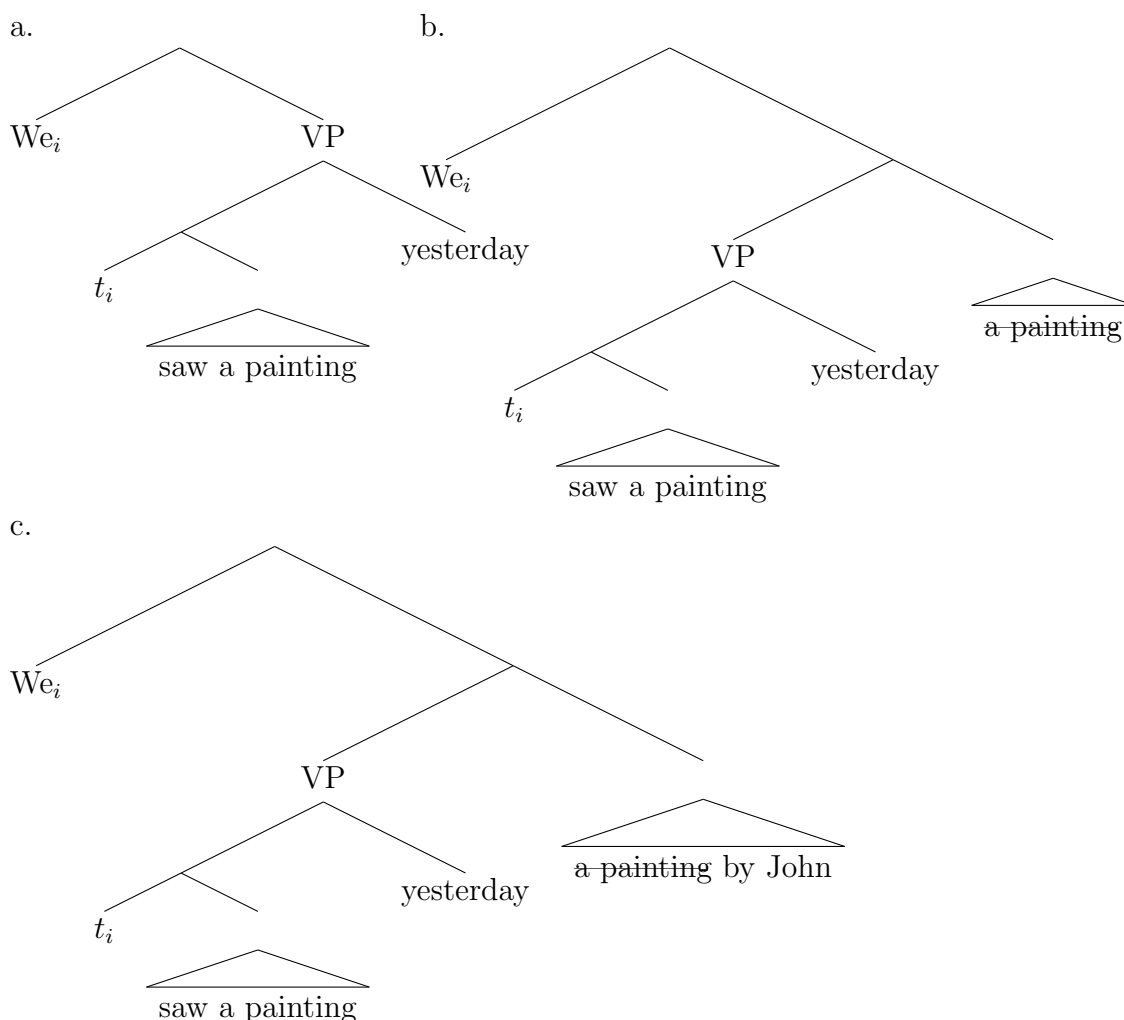 a.
We_i
VP
t_i
yesterday
saw a painting
b.
We_i
VP
a painting
t_i
yesterday
saw a painting
c.
We_i
VP
a painting by John
t_i
yesterday
saw a painting